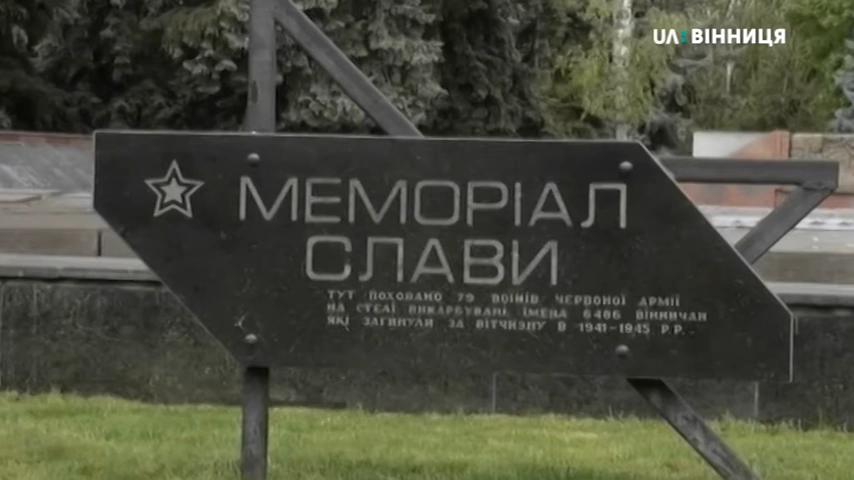 UA: ВІННИЦЯ
МЕМОРІАЛ
СЛАВИ
ТУТ ПОХОВАНО 79 ВОЇНІВ ЧЕРВОНОЇ АРМІЇ
НА СТЕЛІ ВИКАРБУВАНІ ІМЕНА 6486 ВІННИЧАН
ЯКІ ЗАГИНУЛИ ЗА ВІТЧИЗНУ В 1941-1945 Р.Р.